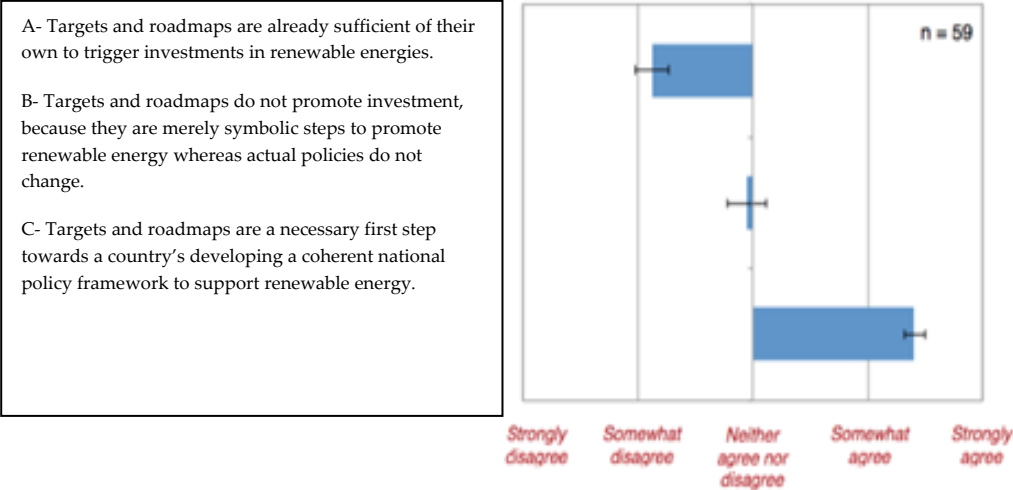 A- Targets and roadmaps are already sufficient of their
own to trigger investments in renewable energies.
B- Targets and roadmaps do not promote investment,
because they are merely symbolic steps to promote
renewable energy whereas actual policies do not
change.
C- Targets and roadmaps are a necessary first step
towards a country’s developing a coherent national
policy framework to support renewable energy.
n = 59
Strongly
disagree
Somewhat
disagree
Neither
agree nor
disagree
Somewhat
agree
Strongly
agree